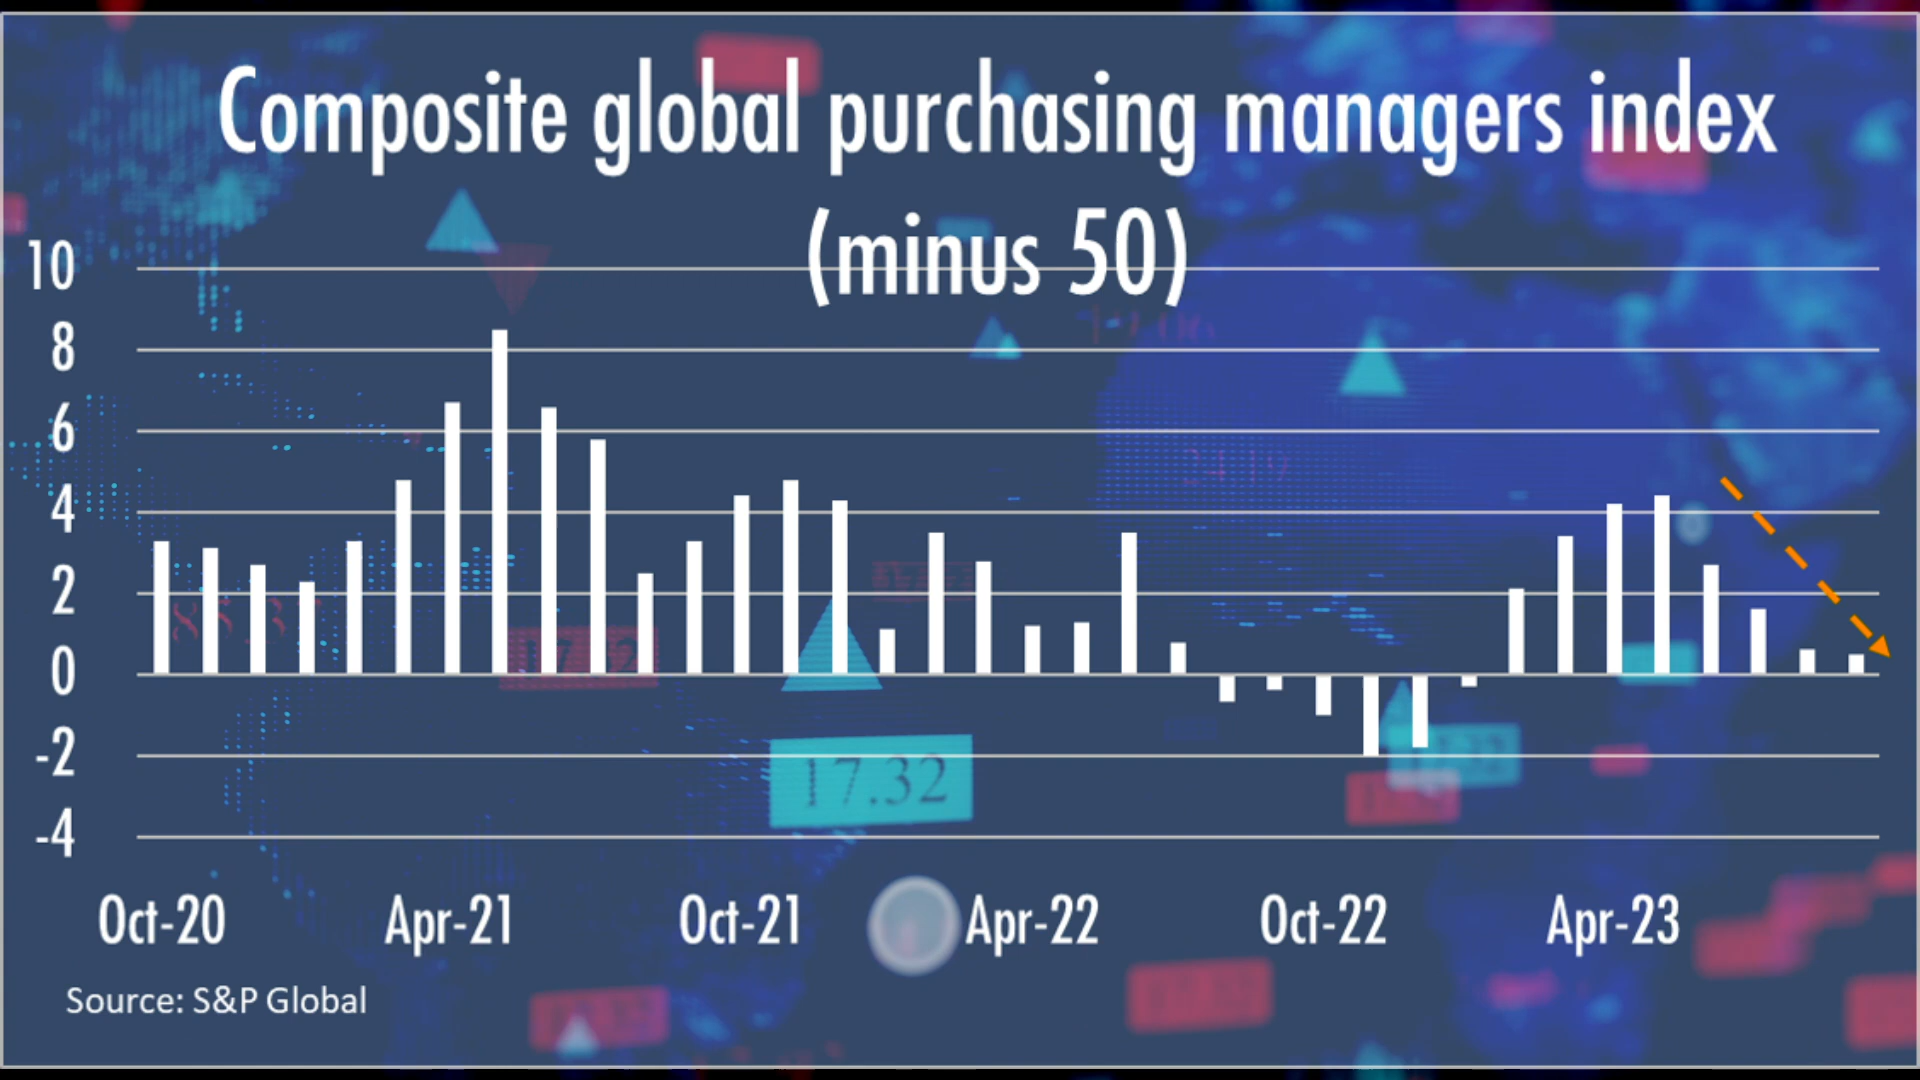 Composite global purchasing managers index
(minus 50)
10
8
6
4
2
0
-2
-4
17.32
Oct-20 Apr-21 Oct-21 Apr-22 Oct-22 Apr-23
Source: S&P Global